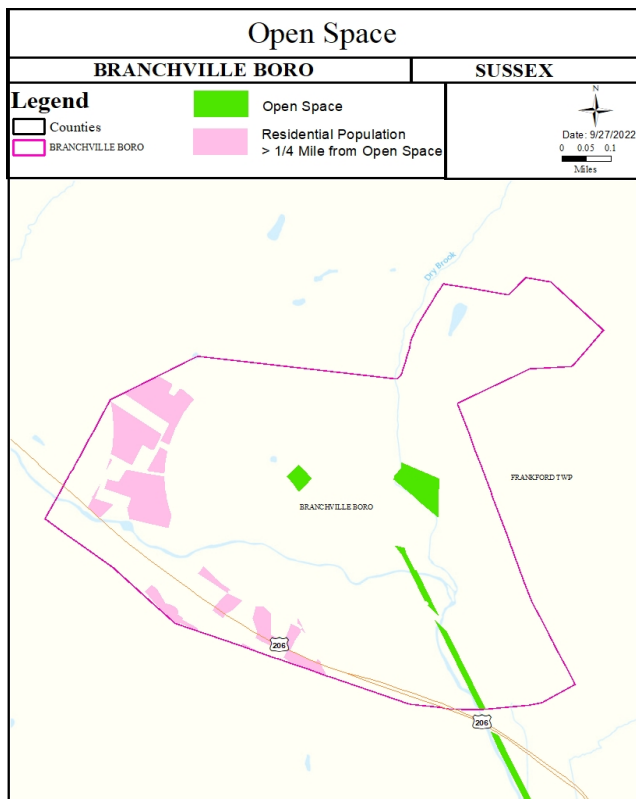 Open Space
BRANCHVILLE BORO
SUSSEX
Legend
Counties
BRANCHVILLE BORO
Open Space
Residential Population
> 1/4 Mile from Open Space
N
Date: 9/27/2022
0 0.05 0.1
Miles
Dry Brook
FRANKFORD TWP
BRANCHVILLE BORO
206
206